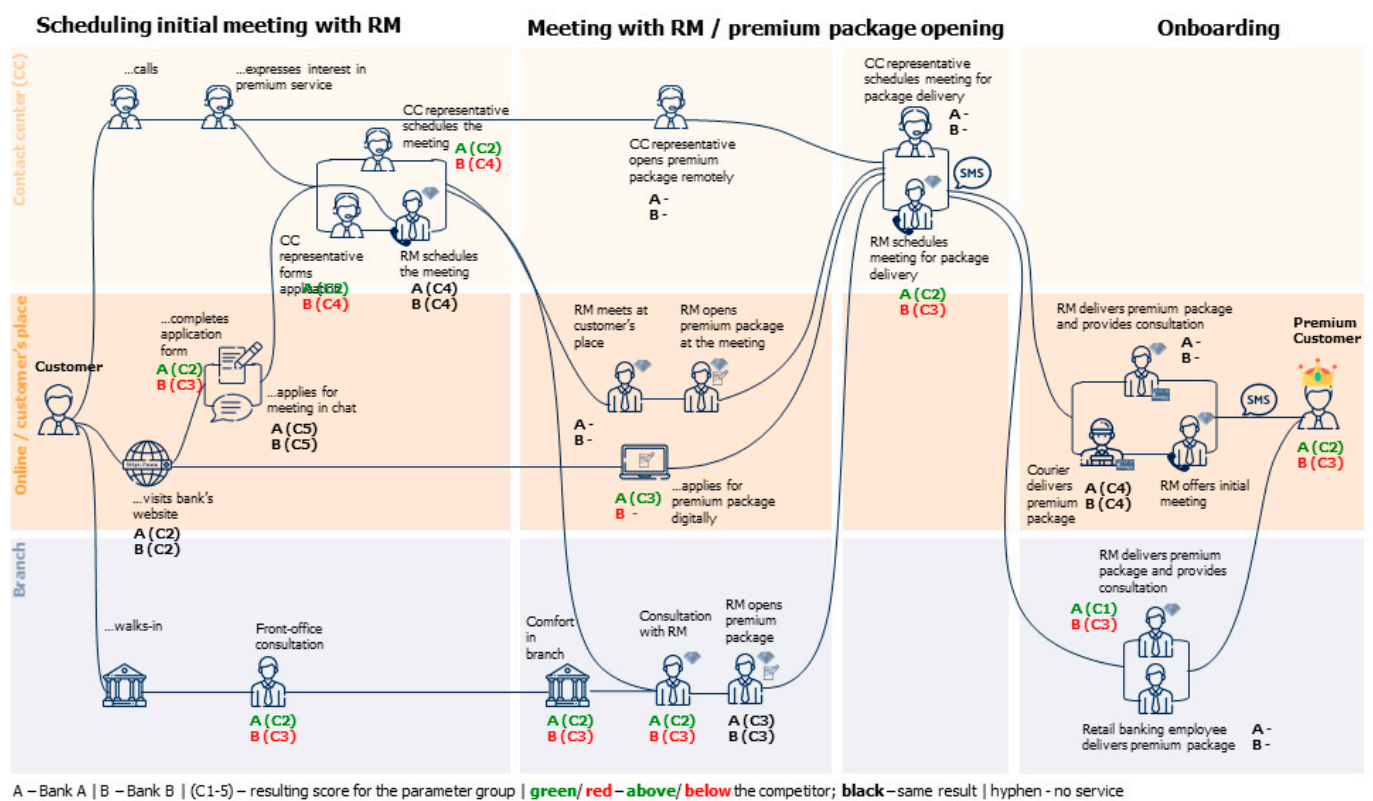 Scheduling initial meeting with RM
Meeting with RM / premium package opening
Onboarding
Contact center (CC)
...calls
...expresses interest in
premium service
CC representative
schedules the
meeting
A (C2)
B (C4)
CC
representative
forms
application
A (C2)
B (C4)
RM schedules
the meeting
A (C4)
B (C4)
CC representative
opens premium
package remotely
A -
B -
CC representative
schedules meeting for
package delivery
A -
B -
SMS
RM schedules
meeting for package
delivery
A (C2)
B (C3)
Online / customer's place
Customer
...completes
application
form
A (C2)
B (C3)
...applies for
meeting in chat
A (C5)
B (C5)
...visits bank's
website
A (C2)
B (C2)
RM meets at
customer's
place
RM opens
premium package
at the meeting
A -
B -
A (C3)
B -
...applies for
premium package
digitally
RM delivers premium package
and provides consultation
A -
B -
Courier
delivers
premium
package
A (C4)
B (C4)
RM offers initial
meeting
SMS
Premium
Customer
A (C2)
B (C3)
Branch
...walks-in
Front-office
consultation
A (C2)
B (C3)
Comfort
in
branch
A (C2)
B (C3)
Consultation
with RM
A (C2)
B (C3)
RM opens
premium
package
A (C3)
B (C3)
RM delivers premium
package and provides
consultation
A (C1)
B (C3)
Retail banking employee
delivers premium package
A -
B -
A – Bank A | B – Bank B | (C1-5) – resulting score for the parameter group | green/ red – above/ below the competitor; black – same result | hyphen - no service